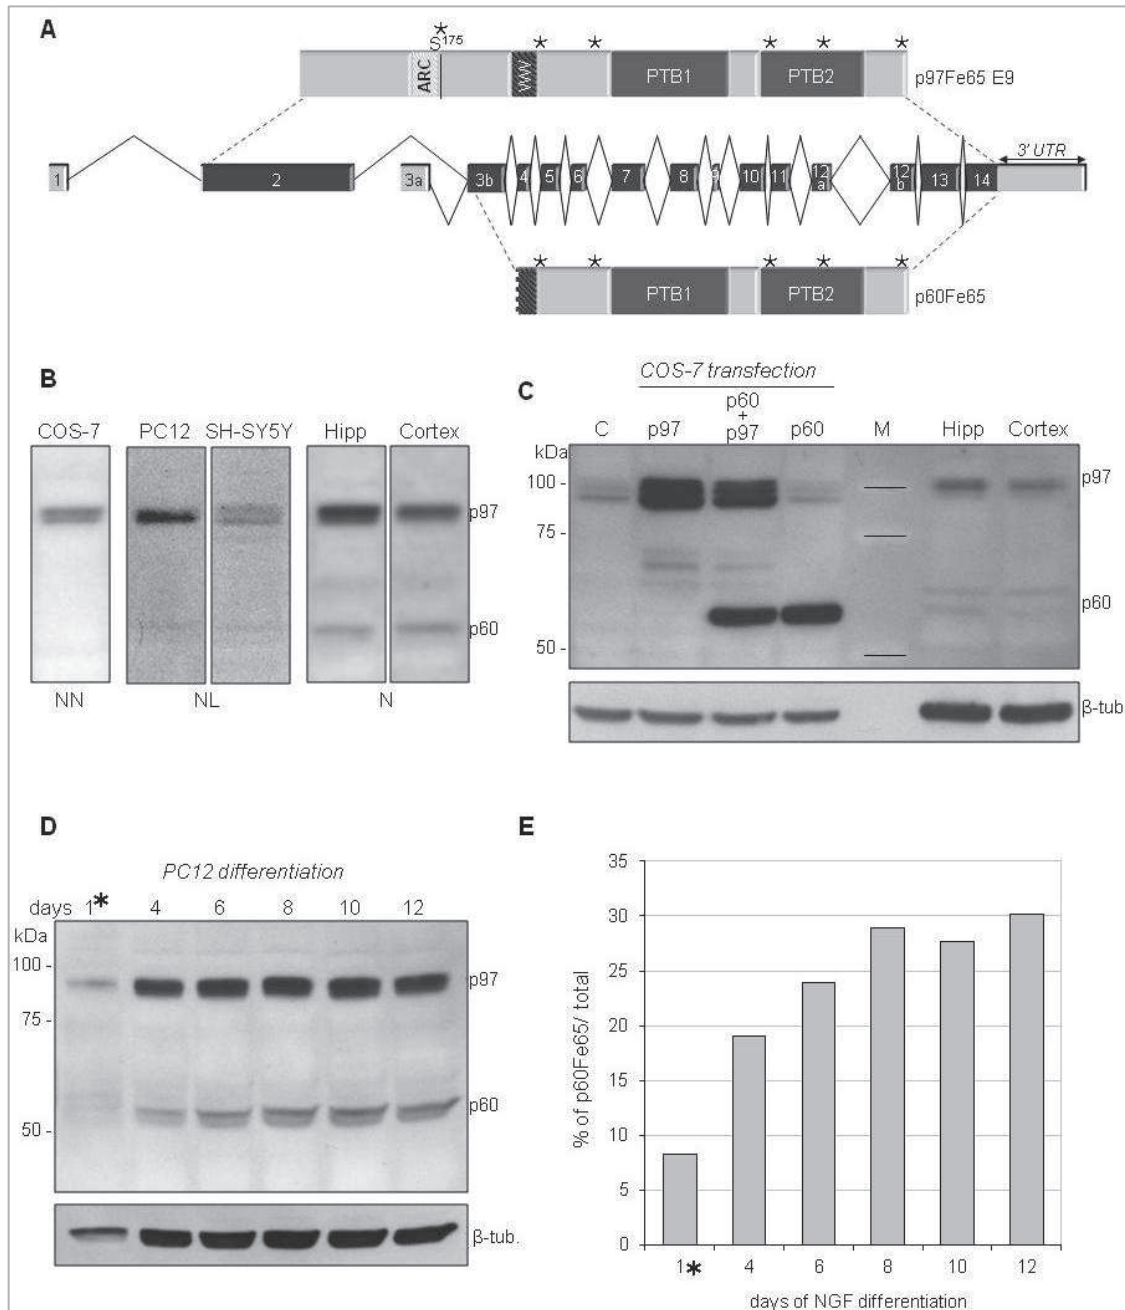 A
S175
ARC
WW
PTB1
PTB2
p97Fe65 E9
1
2
3a
3b
4
5
6
7
8
9
10
11
12a
12b
13
14
3' UTR
PTB1
PTB2
p60Fe65
B
COS-7 PC12 SH-SY5Y Hipp Cortex
p97
p60
NN NL N
C
COS-7 transfection
C p97 p60 + p97 p60 M Hipp Cortex
kDa
100 -
75 -
50 -
p97
p60
β-tub
D
PC12 differentiation
days 1* 4 6 8 10 12
kDa
100 -
75 -
50 -
p97
p60
β-tub.
E
% of p60Fe65/ total
35
30
25
20
15
10
5
0
1* 4 6 8 10 12
days of NGF differentiation